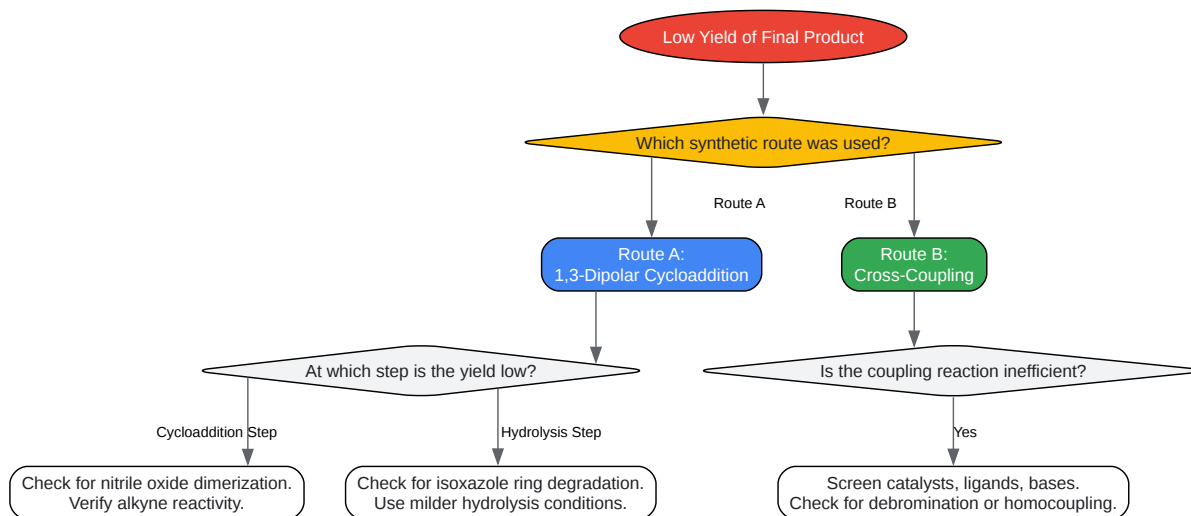 Low Yield of Final Product
Which synthetic route was used?
Route A
Route B
Route A:
1,3-Dipolar Cycloaddition
Route B:
Cross-Coupling
At which step is the yield low?
Is the coupling reaction inefficient?
Cycloaddition Step
Hydrolysis Step
Yes
Check for nitrile oxide dimerization.
Verify alkyne reactivity.
Check for isoxazole ring degradation.
Use milder hydrolysis conditions.
Screen catalysts, ligands, bases.
Check for debromination or homocoupling.